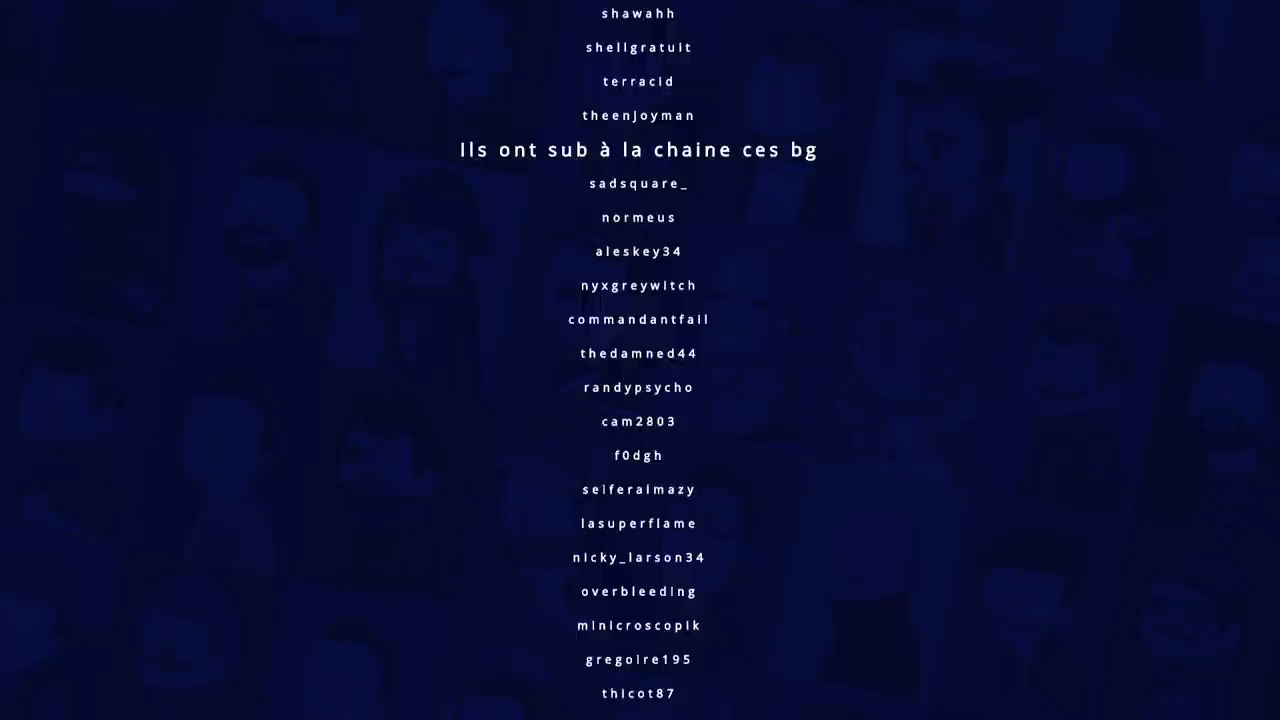 shawahh
shellgratuit
terracid
theenjoyman
Ils ont sub à la chaine ces bg
sadsquare_
normeus
aleskey34
nyxgreywitch
commandantfail
thedamned44
randypsycho
cam2803
f0dgh
seiferalmazy
lasuperflame
nicky_larson34
overbleeding
minicroscopik
gregoire195
thicot87